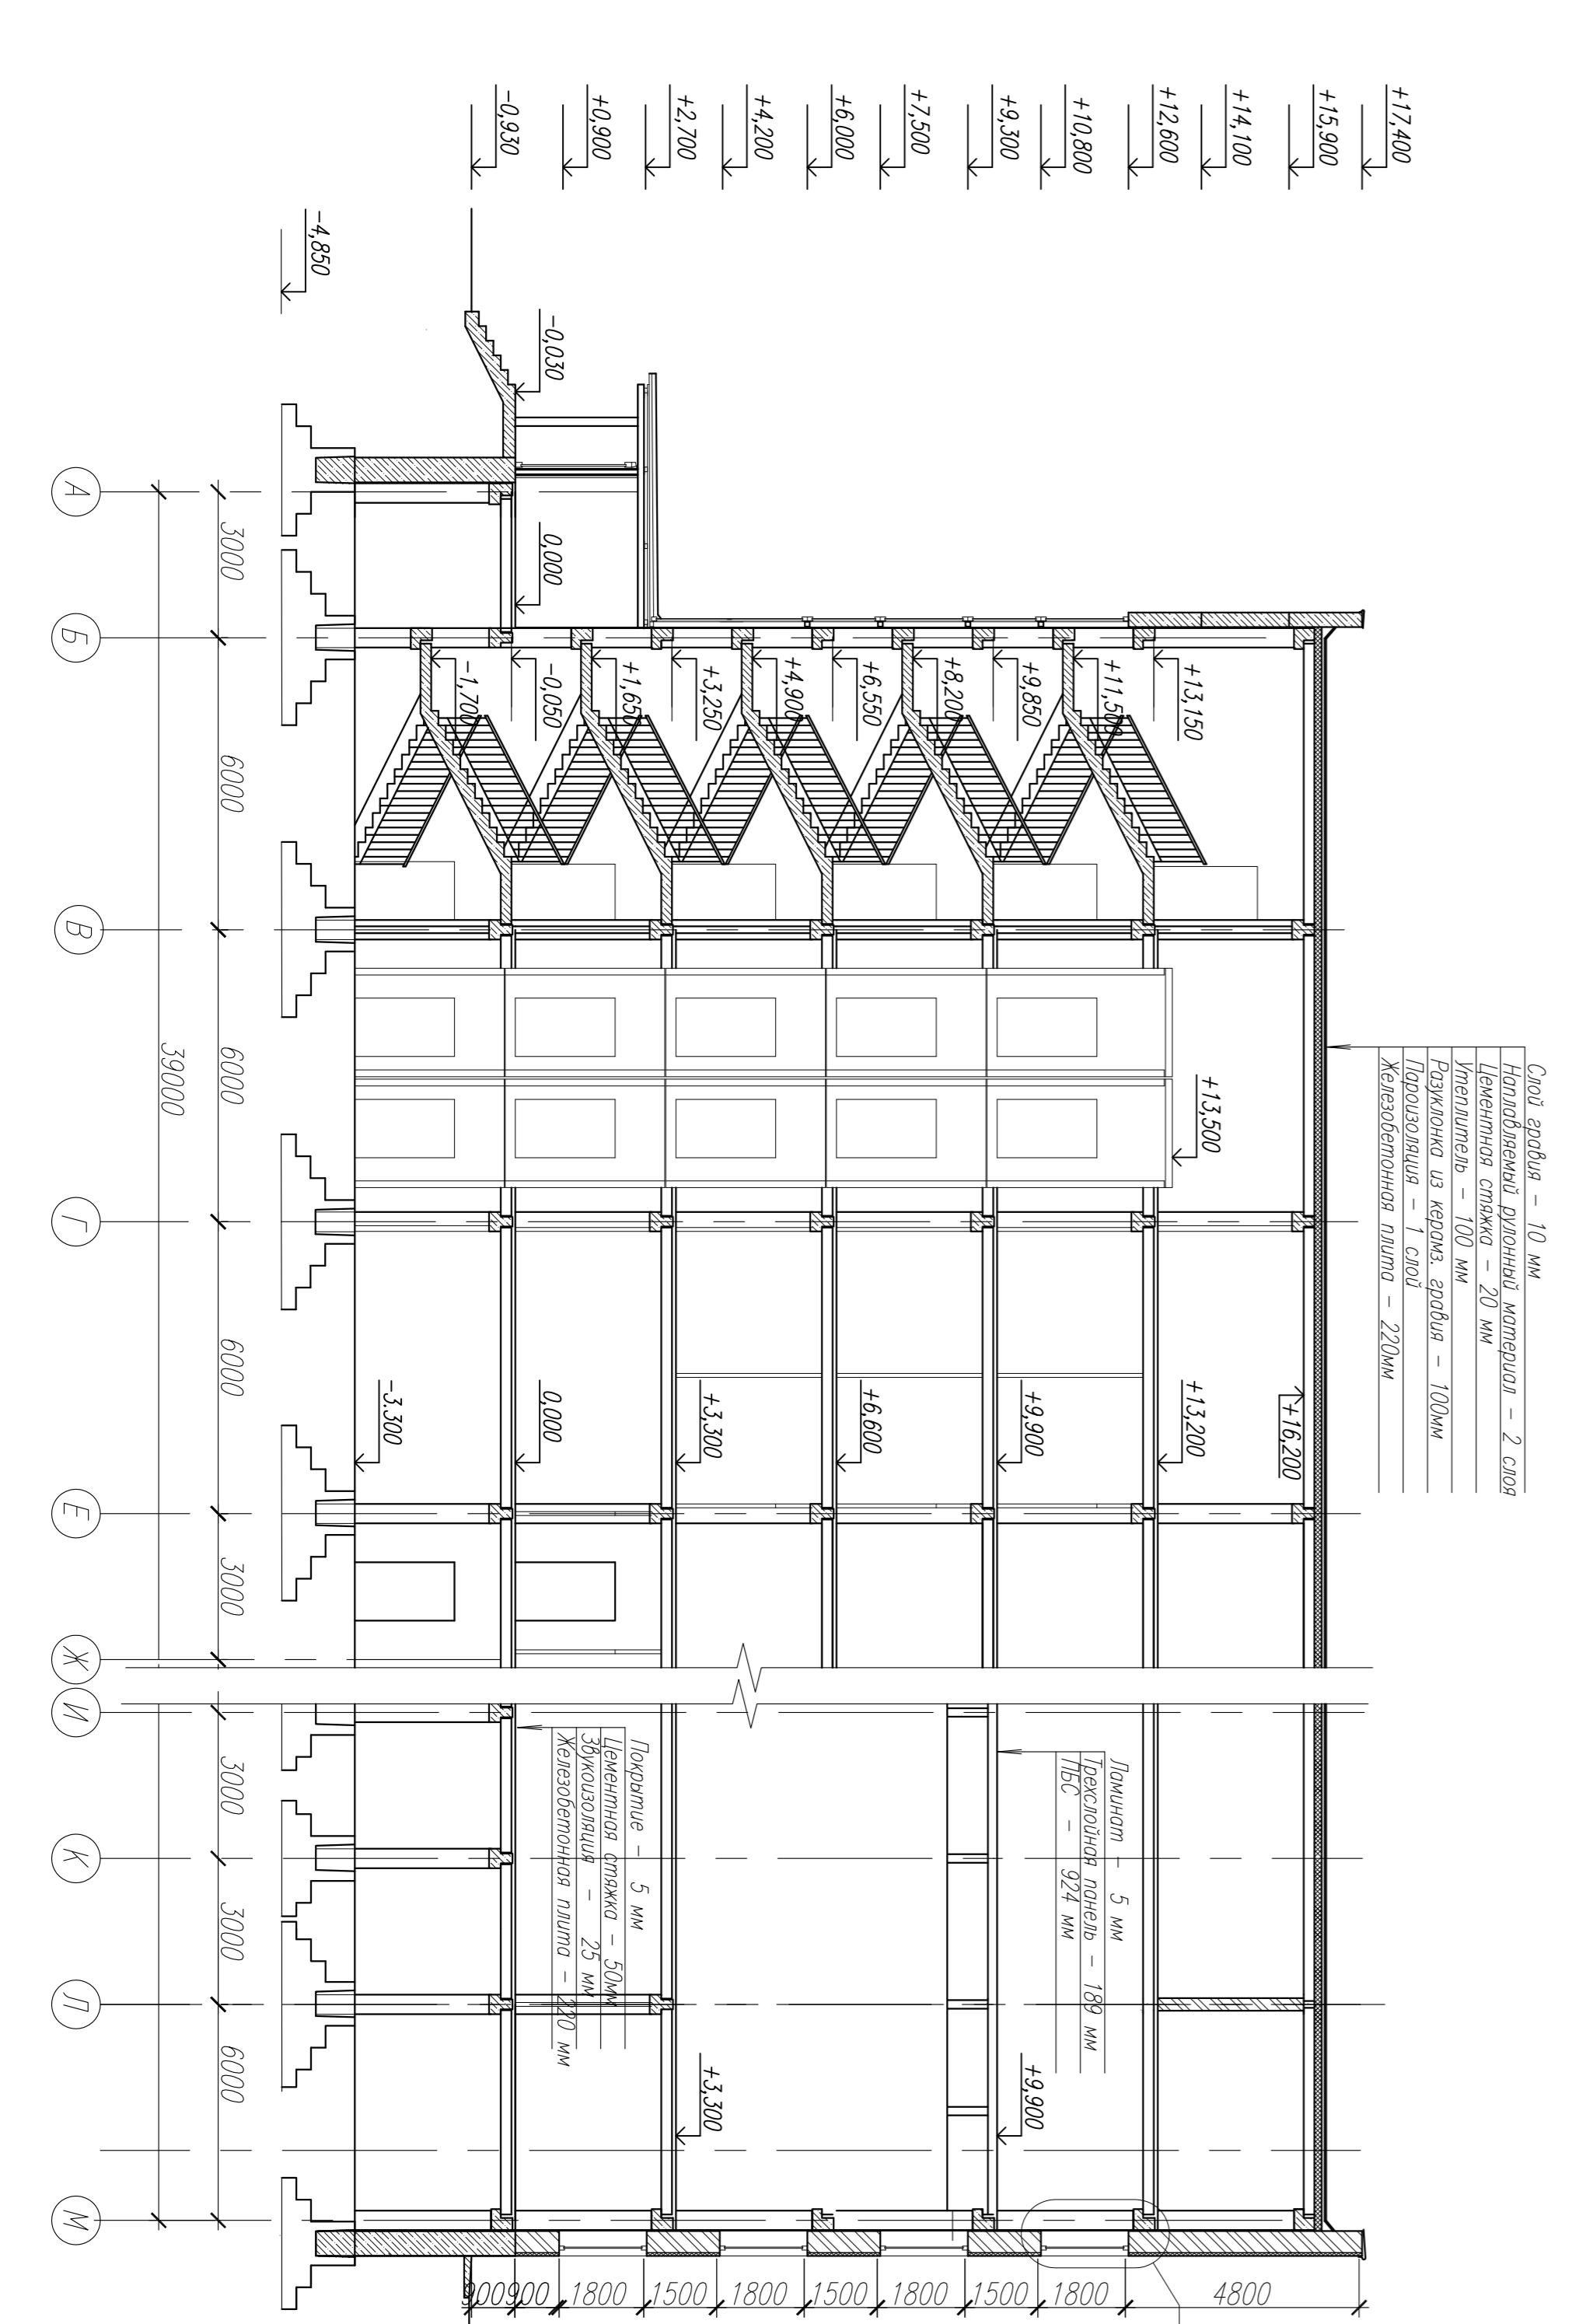 +17,400
+15,900
+14,100
+12,600
+10,800
+9,300
+7,500
+6,000
+4,200
+2,700
+0,900
-0,930
-4,850
-0,030
0,000
+13,150
+11,500
+9,850
+8,200
+6,550
+4,900
+3,250
+1,650
-0,050
-1,700
Слой гравия - 10 мм
Наплавляемый рулонный материал - 2 слоя
Цементная стяжка - 20 мм
Утеплитель - 100 мм
Разуклонка из керамз. гравия - 100мм
Пароизоляция - 1 слой
Железобетонная плита - 220мм
+13,500
+16,200
+13,200
+9,900
+6,600
+3,300
0,000
-3.300
Ламинат - 5 мм
Трехслойная панель - 189 мм
ПБС - 924 мм
Покрытие - 5 мм
Цементная стяжка - 50мм
Звукоизоляция - 25 мм
Железобетонная плита - 220 мм
+9,900
+3,300
3000
6000
6000
6000
3000
3000
3000
6000
39000
А
Б
В
Г
Е
Ж
И
К
Л
М
900
900
1800
1500
1800
1500
1800
1500
1800
4800